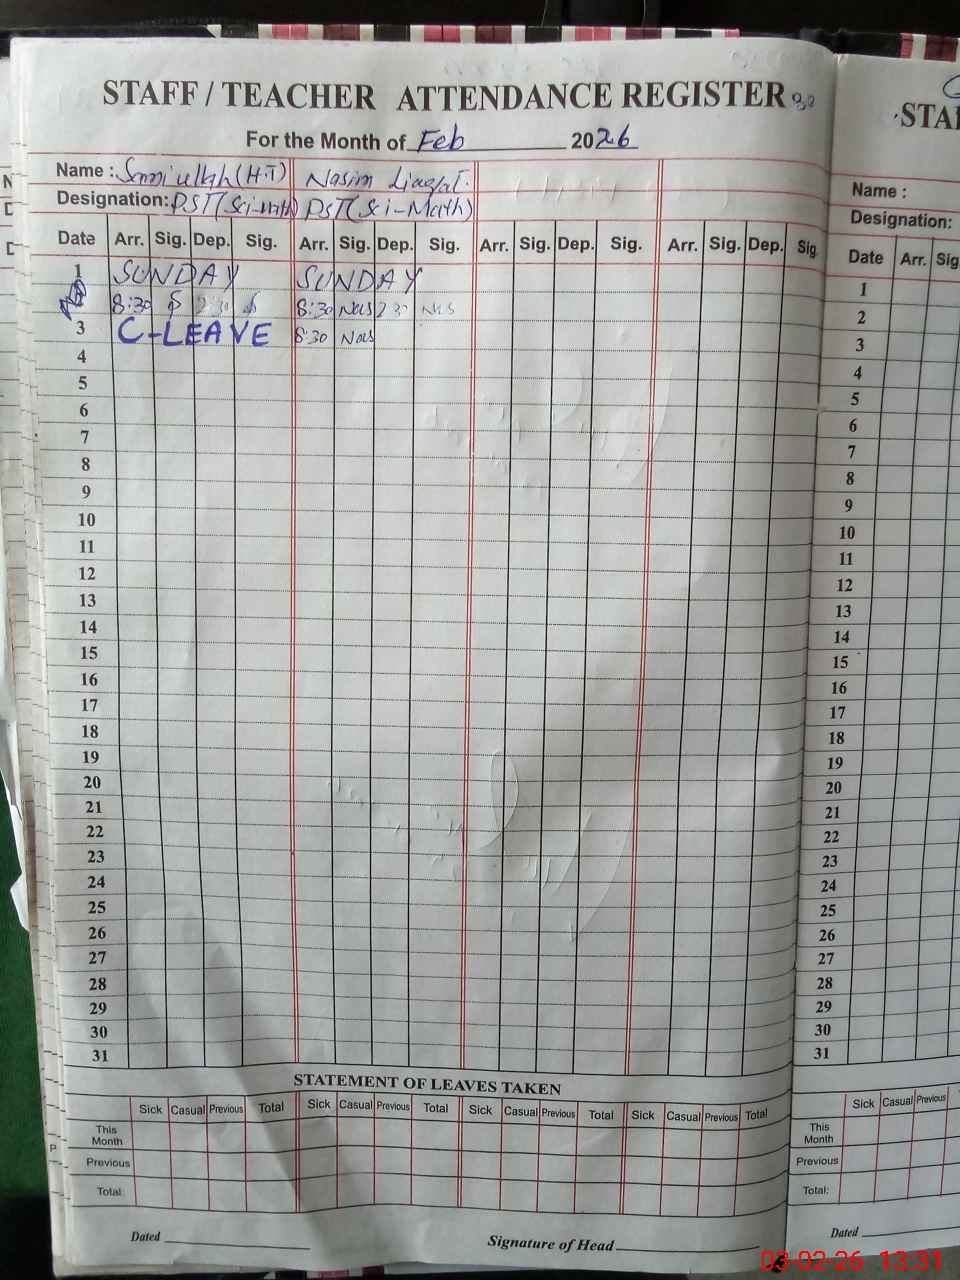 STAFF / TEACHER ATTENDANCE REGISTER
For the Month of Feb 2026
Name : Samiullah (H.T) Nasim Liaqat.
Designation: PST (Sci-Math) PST (Sci-Math)
Date Arr. Sig. Dep. Sig. Arr. Sig. Dep. Sig. Arr. Sig. Dep. Sig. Arr. Sig. Dep. Sig.
1 SUNDAY SUNDAY
8:30 2:30 8:30 Nas 2:30 Nas
3 C-LEAVE 8:30 Nas
4
5
6
7
8
9
10
11
12
13
14
15
16
17
18
19
20
21
22
23
24
25
26
27
28
29
30
31
STATEMENT OF LEAVES TAKEN
Sick Casual Previous Total Sick Casual Previous Total Sick Casual Previous Total Sick Casual Previous Total
This Month
Previous
Total:
Dated Signature of Head
STA
Name :
Designation:
Date Arr. Sig
1
2
3
4
5
6
7
8
9
10
11
12
13
14
15
16
17
18
19
20
21
22
23
24
25
26
27
28
29
30
31
Sick Casual Previous
This Month
Previous
Total:
Dated
03-02-26 13:31